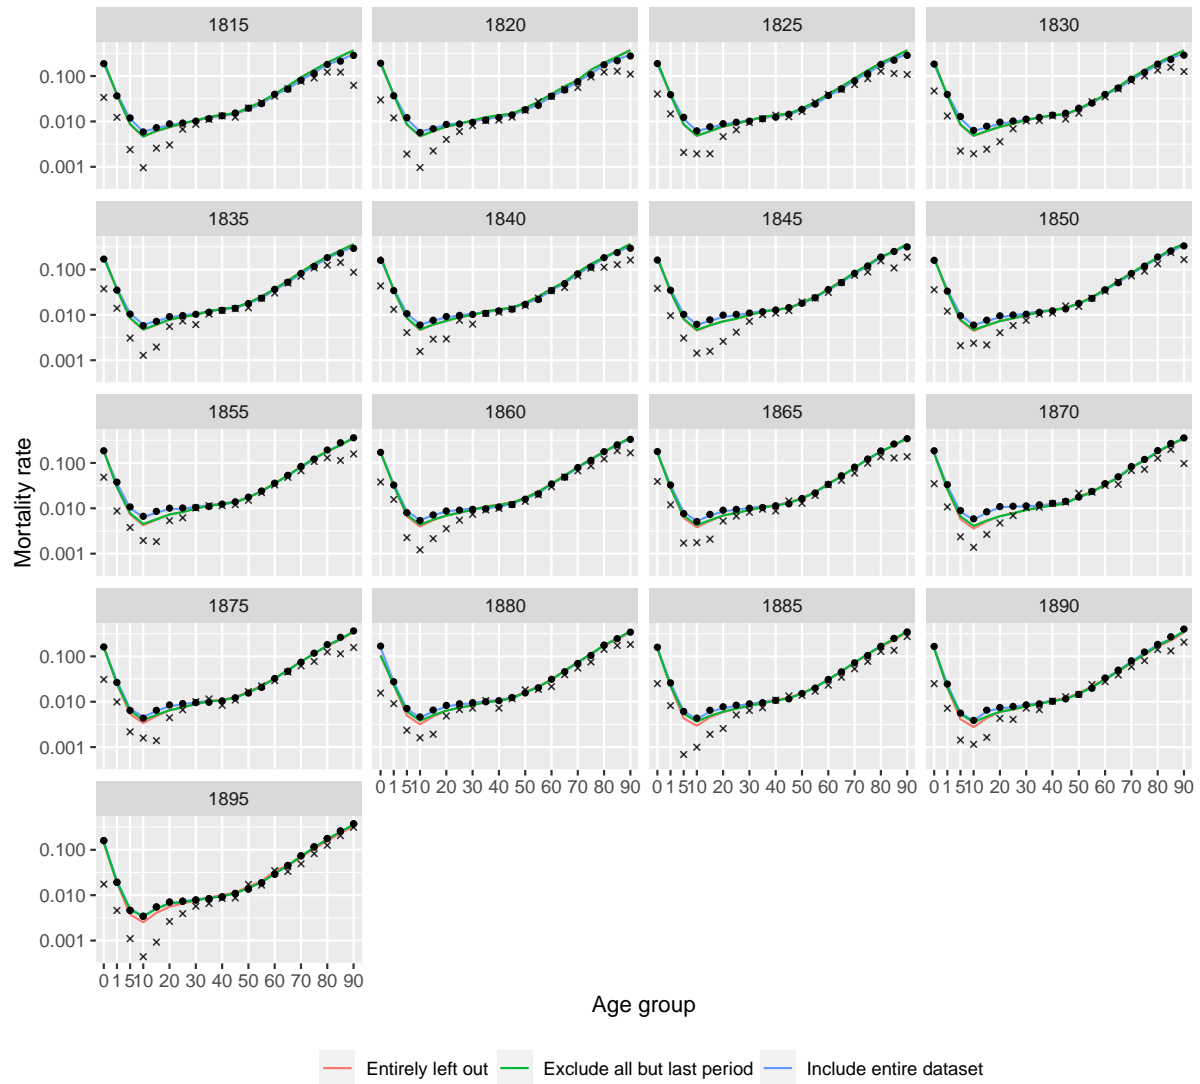 1815 1820 1825 1830
0.100
0.010
0.001
1835 1840 1845 1850
0.100
0.010
0.001
1855 1860 1865 1870
0.100
0.010
0.001
1875 1880 1885 1890
0.100
0.010
0.001
0 1 5 10 20 30 40 50 60 70 80 90 0 1 5 10 20 30 40 50 60 70 80 90 0 1 5 10 20 30 40 50 60 70 80 90
1895
0.100
0.010
0.001
0 1 5 10 20 30 40 50 60 70 80 90
Mortality rate
Age group
Entirely left out Exclude all but last period Include entire dataset